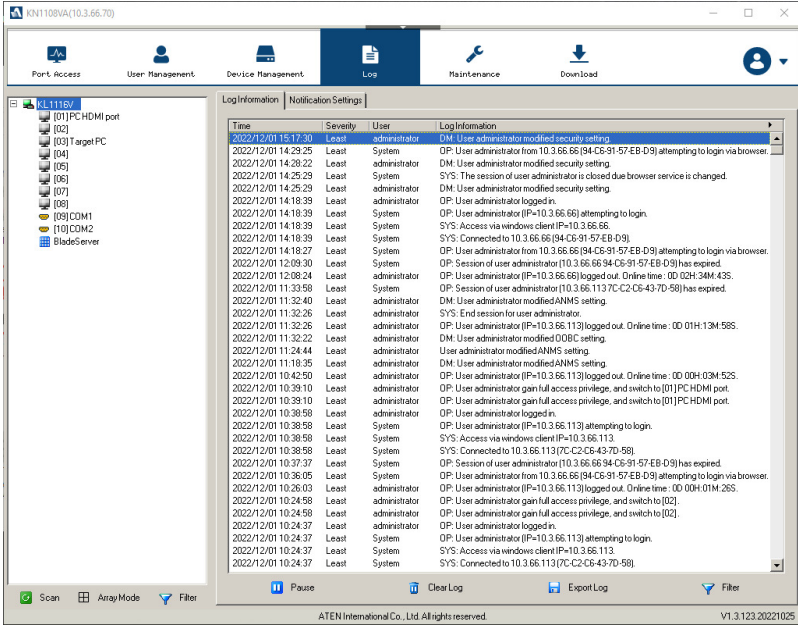 KN1108VA(10.3.66.70)
Port Access User Management Device Management Log Maintenance Download
KL1116V
[01]PC HDMI port
[02]
[03]Target PC
[04]
[05]
[06]
[07]
[08]
[09]COM1
[10]COM2
BladeServer
Log Information Notification Settings
Time Severity User Log Information
2022/12/01 15:17:30 Least administrator DM: User administrator modified security setting.
2022/12/01 14:29:25 Least System OP: User administrator from 10.3.66.66 (94-C6-91-57-EB-D9) attempting to login via browser.
2022/12/01 14:28:22 Least administrator DM: User administrator modified security setting.
2022/12/01 14:25:29 Least System SYS: The session of user administrator is closed due browser service is changed.
2022/12/01 14:25:29 Least administrator DM: User administrator modified security setting.
2022/12/01 14:18:39 Least administrator OP: User administrator logged in.
2022/12/01 14:18:39 Least System OP: User administrator (IP=10.3.66.66) attempting to login.
2022/12/01 14:18:39 Least System SYS: Access via windows client IP=10.3.66.66.
2022/12/01 14:18:39 Least System SYS: Connected to 10.3.66.66 (94-C6-91-57-EB-D9).
2022/12/01 14:18:27 Least System OP: User administrator from 10.3.66.66 (94-C6-91-57-EB-D9) attempting to login via browser.
2022/12/01 12:09:30 Least System OP: Session of user administrator (10.3.66.66 94-C6-91-57-EB-D9) has expired.
2022/12/01 12:08:24 Least administrator OP: User administrator (IP=10.3.66.66) logged out. Online time : 0D 02H:34M:43S.
2022/12/01 11:33:58 Least System OP: Session of user administrator (10.3.66.113 7C-C2-C6-43-7D-58) has expired.
2022/12/01 11:32:40 Least administrator DM: User administrator modified ANMS setting.
2022/12/01 11:32:26 Least administrator SYS: End session for user administrator.
2022/12/01 11:32:26 Least administrator OP: User administrator (IP=10.3.66.113) logged out. Online time : 0D 01H:13M:58S.
2022/12/01 11:32:22 Least administrator DM: User administrator modified OOBC setting.
2022/12/01 11:24:44 Least administrator User administrator modified ANMS setting.
2022/12/01 11:18:35 Least administrator DM: User administrator modified ANMS setting.
2022/12/01 10:42:50 Least administrator OP: User administrator (IP=10.3.66.113) logged out. Online time : 0D 00H:03M:52S.
2022/12/01 10:39:10 Least administrator OP: User administrator gain full access privilege, and switch to [01]PC HDMI port.
2022/12/01 10:39:10 Least administrator OP: User administrator gain full access privilege, and switch to [01]PC HDMI port.
2022/12/01 10:38:58 Least administrator OP: User administrator logged in.
2022/12/01 10:38:58 Least System OP: User administrator (IP=10.3.66.113) attempting to login.
2022/12/01 10:38:58 Least System SYS: Access via windows client IP=10.3.66.113.
2022/12/01 10:38:58 Least System SYS: Connected to 10.3.66.113 (7C-C2-C6-43-7D-58).
2022/12/01 10:37:37 Least System OP: Session of user administrator (10.3.66.66 94-C6-91-57-EB-D9) has expired.
2022/12/01 10:36:05 Least System OP: User administrator from 10.3.66.66 (94-C6-91-57-EB-D9) attempting to login via browser.
2022/12/01 10:26:03 Least administrator OP: User administrator (IP=10.3.66.113) logged out. Online time : 0D 00H:01M:26S.
2022/12/01 10:24:58 Least administrator OP: User administrator gain full access privilege, and switch to [02].
2022/12/01 10:24:58 Least administrator OP: User administrator gain full access privilege, and switch to [02].
2022/12/01 10:24:37 Least administrator OP: User administrator logged in.
2022/12/01 10:24:37 Least System OP: User administrator (IP=10.3.66.113) attempting to login.
2022/12/01 10:24:37 Least System SYS: Access via windows client IP=10.3.66.113.
2022/12/01 10:24:37 Least System SYS: Connected to 10.3.66.113 (7C-C2-C6-43-7D-58).
Pause Clear Log Export Log Filter
Scan Array Mode Filter
ATEN International Co., Ltd. All rights reserved. V1.3.123.20221025